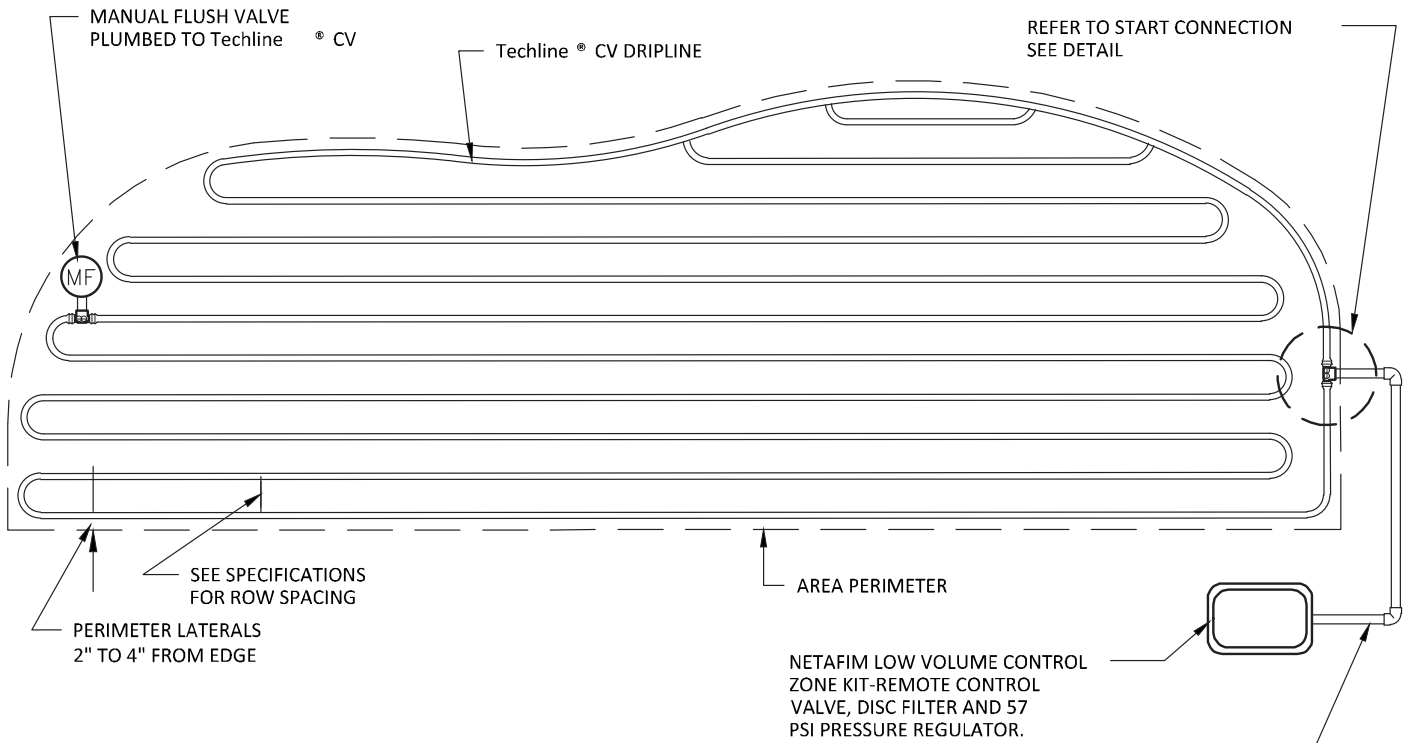 MANUAL FLUSH VALVE
PLUMBED TO Techline ® CV
Techline ® CV DRIPLINE
REFER TO START CONNECTION
SEE DETAIL
MF
SEE SPECIFICATIONS
FOR ROW SPACING
PERIMETER LATERALS
2" TO 4" FROM EDGE
AREA PERIMETER
NETAFIM LOW VOLUME CONTROL
ZONE KIT-REMOTE CONTROL
VALVE, DISC FILTER AND 57
PSI PRESSURE REGULATOR.